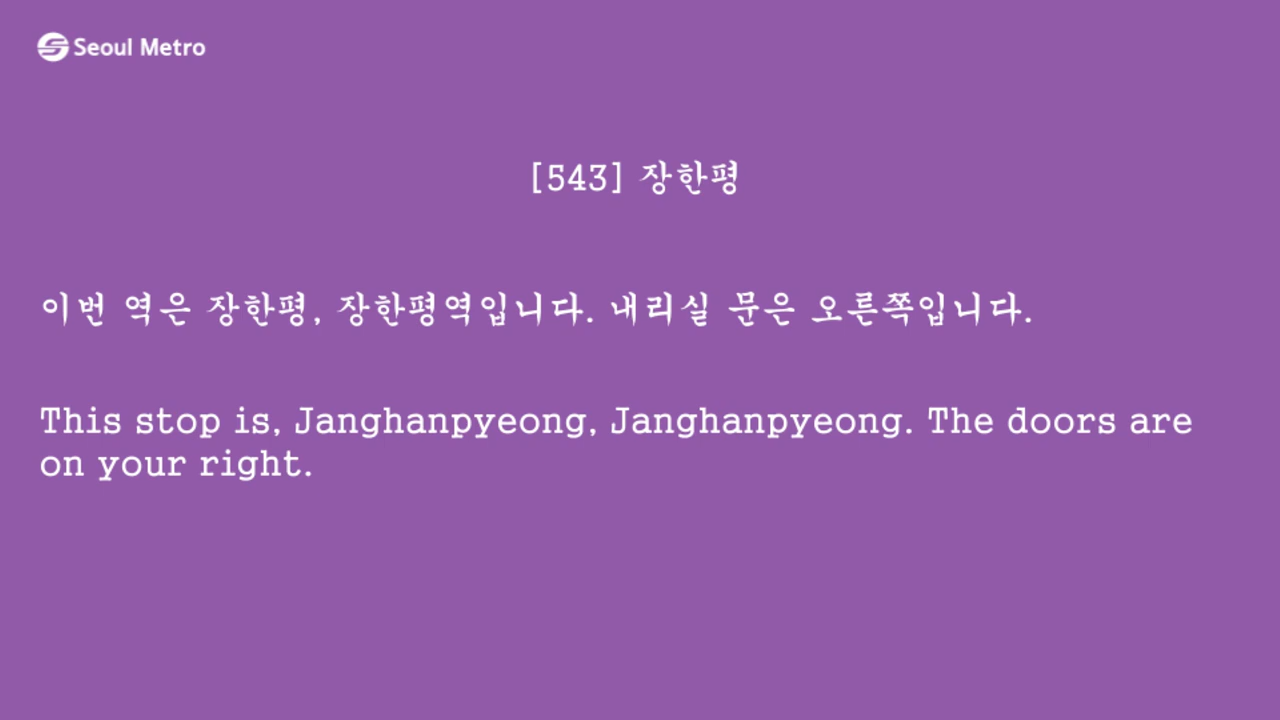 Seoul Metro
[543] 장한평
이번 역은 장한평, 장한평역입니다. 내리실 문은 오른쪽입니다.
This stop is, Janghanpyeong, Janghanpyeong. The doors are
on your right.